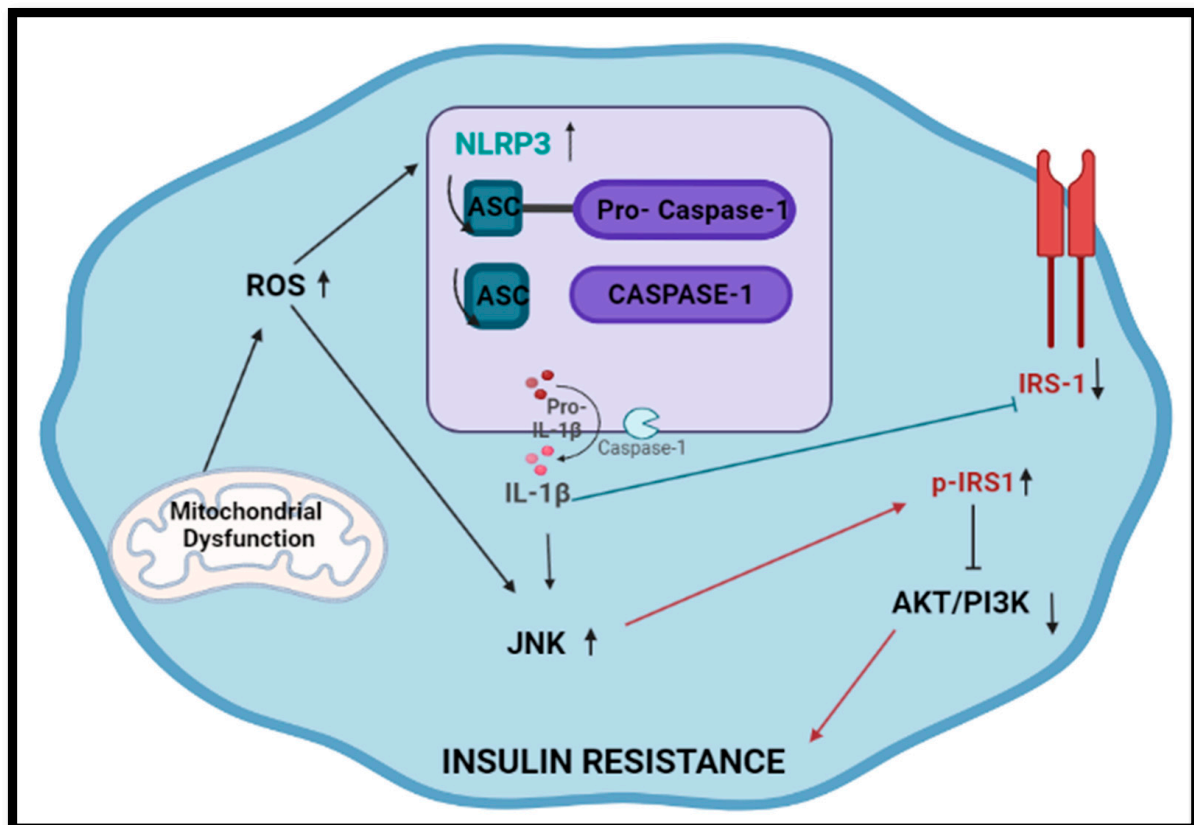 NLRP3
ASC
Pro- Caspase-1
ASC
CASPASE-1
ROS
Pro-
IL-1β
Caspase-1
IL-1β
IRS-1
p-IRS1
Mitochondrial
Dysfunction
AKT/PI3K
JNK
INSULIN RESISTANCE